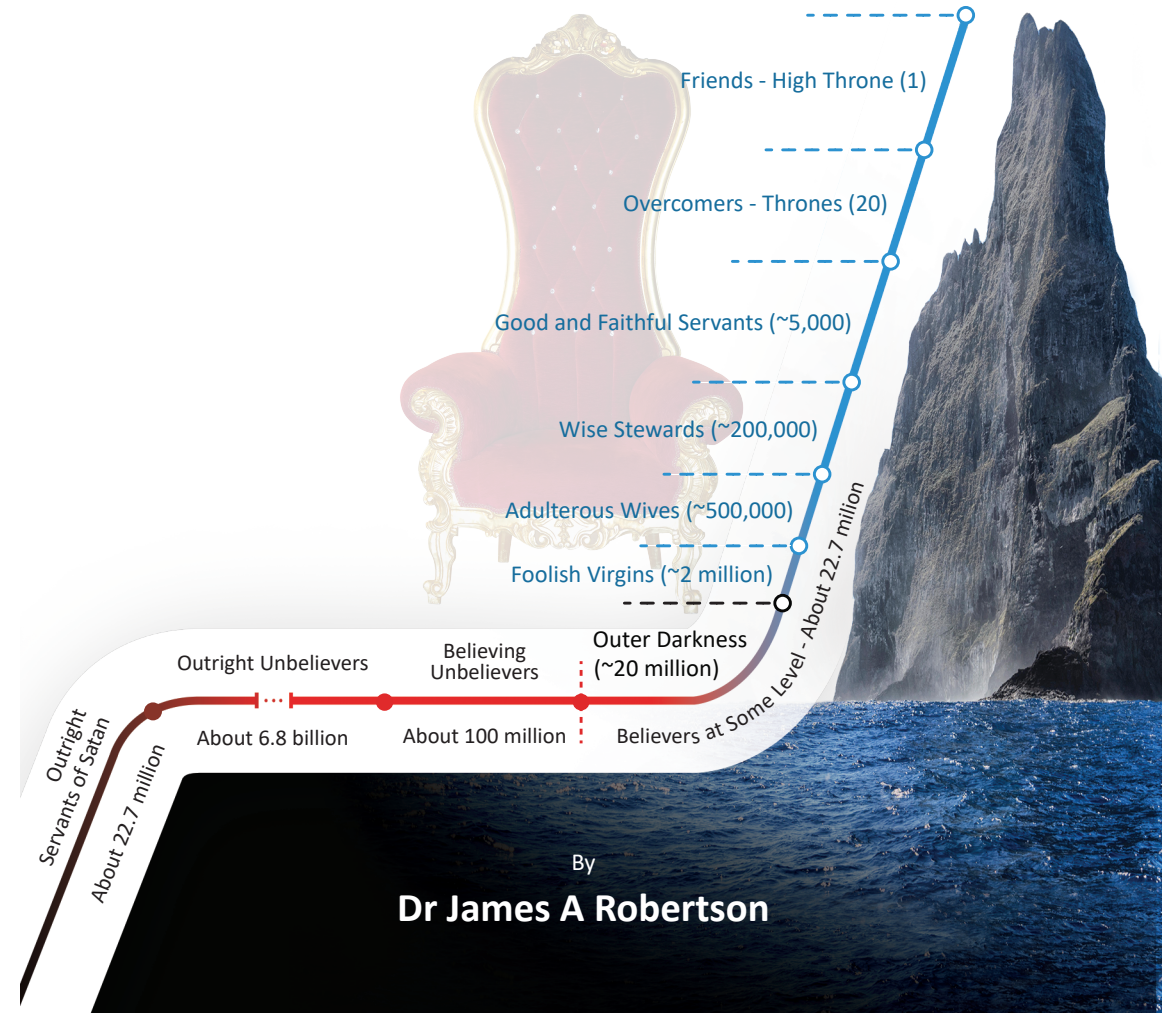 Friends - High Throne (1)
Overcomers - Thrones (20)
Good and Faithful Servants (~5,000)
Wise Stewards (~200,000)
Adulterous Wives (~500,000)
Foolish Virgins (~2 million)
Outer Darkness
(~20 million)
Believing
Unbelievers
Outright Unbelievers
Outright
Servants of Satan
About 22.7 million
About 6.8 billion
About 100 million
Believers at Some Level - About 22.7 milion
By
Dr James A Robertson